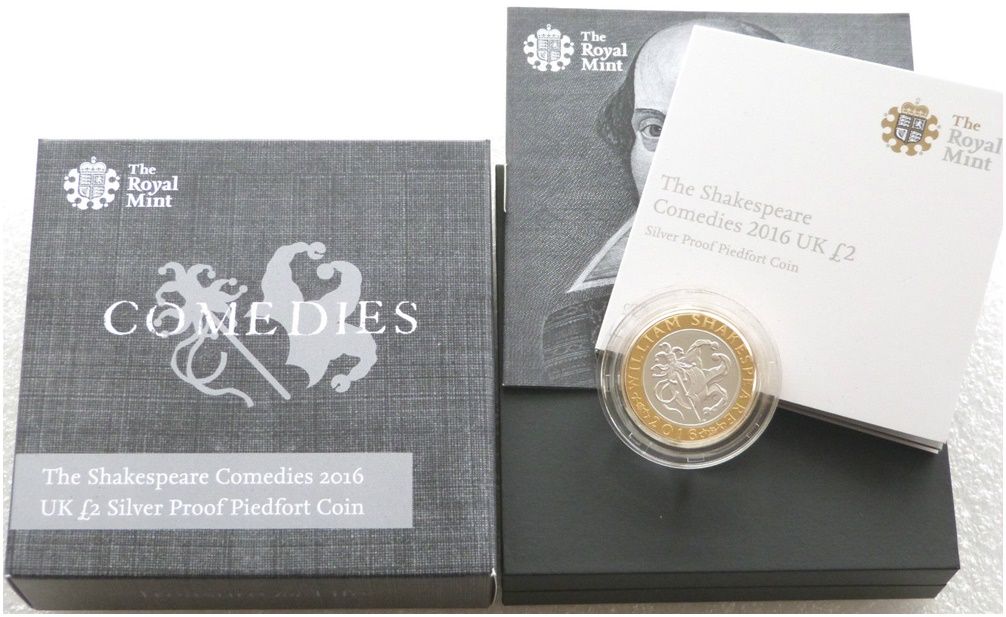 The
Royal
Mint
COMEDIES
The Shakespeare Comedies 2016
UK £2 Silver Proof Piedfort Coin
The
Royal
Mint
The
Royal
Mint
The Shakespeare
Comedies 2016 UK £2
Silver Proof Piedfort Coin
WILLIAM SHAKESPEARE
2016